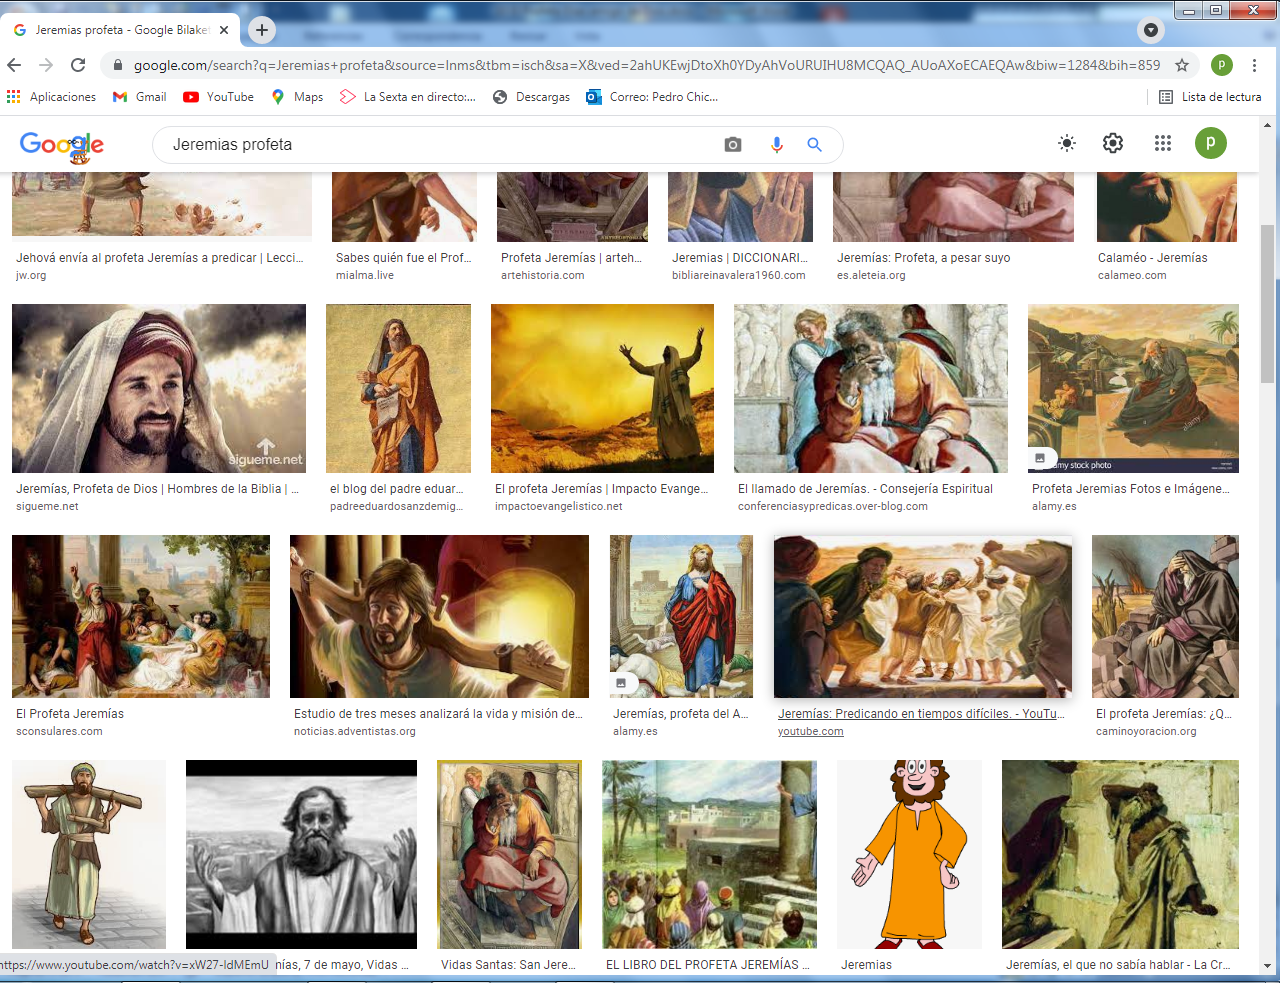 Jeremias profeta - Google Bilaket
google.com/search?q=Jeremias+profeta&source=lnms&tbm=isch&sa=X&ved=2ahUKEwjDtoXh0YDyAhVoURUIHU8MCQAQ_AUoAXoECAEQAw&biw=1284&bih=859
p
Aplicaciones
Gmail
YouTube
Maps
La Sexta en directo:...
Descargas
Correo: Pedro Chic...
Lista de lectura
Google
Jeremias profeta
p
Jehová envía al profeta Jeremías a predicar | Lecci...
jw.org
Sabes quién fue el Prof...
mialma.live
Profeta Jeremías | arteh...
artehistoria.com
Jeremias | DICCIONARI...
bibliareinavalera1960.com
Jeremías: Profeta, a pesar suyo
es.aleteia.org
Calaméo - Jeremías
calameo.com
sigueme.net
alamy
alamy stock photo
Jeremías, Profeta de Dios | Hombres de la Biblia | ...
sigueme.net
el blog del padre eduar...
padreeduardosanzdemig...
El profeta Jeremías | Impacto Evange...
impactoevangelistico.net
El llamado de Jeremías. - Consejería Espiritual
conferenciasypredicas.over-blog.com
Profeta Jeremias Fotos e Imágene...
alamy.es
El Profeta Jeremías
sconsulares.com
Estudio de tres meses analizará la vida y misión de...
noticias.adventistas.org
Jeremías, profeta del A...
alamy.es
Jeremías: Predicando en tiempos difíciles. - YouTu...
youtube.com
El profeta Jeremías: ¿Q...
caminoyoracion.org
https://www.youtube.com/watch?v=xW27-IdMEmU
nías, 7 de mayo, Vidas ...
Vidas Santas: San Jere...
EL LIBRO DEL PROFETA JEREMÍAS ...
Jeremias
Jeremías, el que no sabía hablar - La Cr...